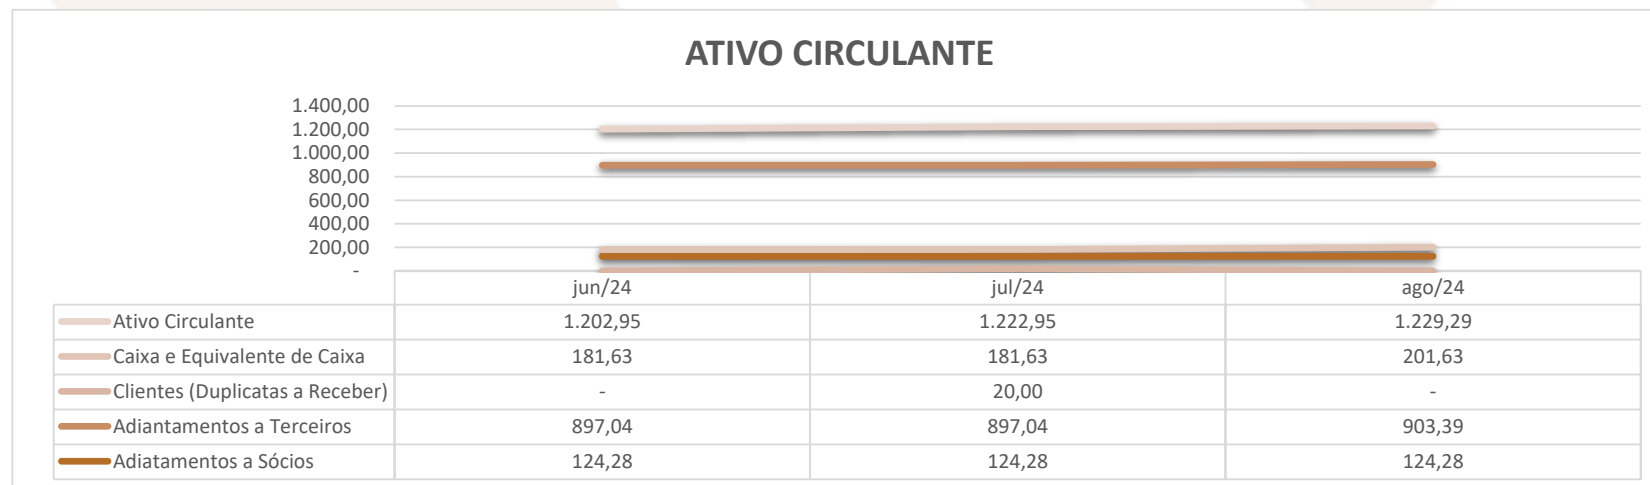 ATIVO CIRCULANTE
1.400,00
1.200,00
1.000,00
800,00
600,00
400,00
200,00
-
jun/24 jul/24 ago/24
Ativo Circulante 1.202,95 1.222,95 1.229,29
Caixa e Equivalente de Caixa 181,63 181,63 201,63
Clientes (Duplicatas a Receber) - 20,00 -
Adiantamentos a Terceiros 897,04 897,04 903,39
Adiatamentos a Sócios 124,28 124,28 124,28